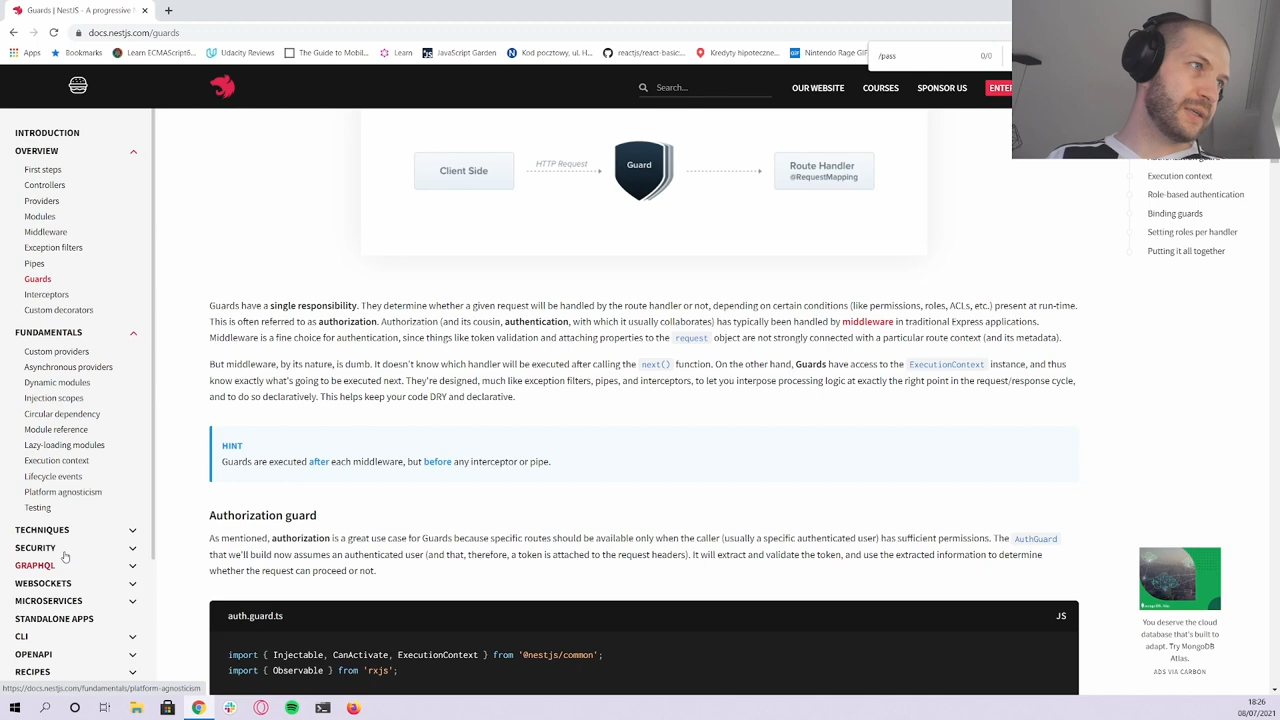 Guards | NestJS - A progressive N
docs.nestjs.com/guards
Apps
Bookmarks
Learn ECMAScript6...
Udacity Reviews
The Guide to Mobil...
Learn
JavaScript Garden
Kod pocztowy, ul. H...
reactjs/react-basic...
Kredyty hipoteczne...
Nintendo Rage GIF
/pass
0/0
Search...
OUR WEBSITE
COURSES
SPONSOR US
ENTER
INTRODUCTION
OVERVIEW
First steps
Controllers
Providers
Modules
Middleware
Exception filters
Pipes
Guards
Interceptors
Custom decorators
FUNDAMENTALS
Custom providers
Asynchronous providers
Dynamic modules
Injection scopes
Circular dependency
Module reference
Lazy-loading modules
Execution context
Lifecycle events
Platform agnosticism
Testing
TECHNIQUES
SECURITY
GRAPHQL
WEBSOCKETS
MICROSERVICES
STANDALONE APPS
CLI
OPENAPI
RECIPES
Client Side
HTTP Request
Guard
Route Handler
@RequestMapping
Guards have a single responsibility. They determine whether a given request will be handled by the route handler or not, depending on certain conditions (like permissions, roles, ACLs, etc.) present at run-time.
This is often referred to as authorization. Authorization (and its cousin, authentication, with which it usually collaborates) has typically been handled by middleware in traditional Express applications.
Middleware is a fine choice for authentication, since things like token validation and attaching properties to the request object are not strongly connected with a particular route context (and its metadata).
But middleware, by its nature, is dumb. It doesn't know which handler will be executed after calling the next() function. On the other hand, Guards have access to the ExecutionContext instance, and thus
know exactly what's going to be executed next. They're designed, much like exception filters, pipes, and interceptors, to let you interpose processing logic at exactly the right point in the request/response cycle,
and to do so declaratively. This helps keep your code DRY and declarative.
HINT
Guards are executed after each middleware, but before any interceptor or pipe.
Authorization guard
As mentioned, authorization is a great use case for Guards because specific routes should be available only when the caller (usually a specific authenticated user) has sufficient permissions. The AuthGuard
that we'll build now assumes an authenticated user (and that, therefore, a token is attached to the request headers). It will extract and validate the token, and use the extracted information to determine
whether the request can proceed or not.
auth.guard.ts
JS
import { Injectable, CanActivate, ExecutionContext } from '@nestjs/common';
import { Observable } from 'rxjs';
Execution context
Role-based authentication
Binding guards
Setting roles per handler
Putting it all together
You deserve the cloud
database that's built to
adapt. Try MongoDB
Atlas.
ADS VIA CARBON
https://docs.nestjs.com/fundamentals/platform-agnosticism
18:26
08/07/2021